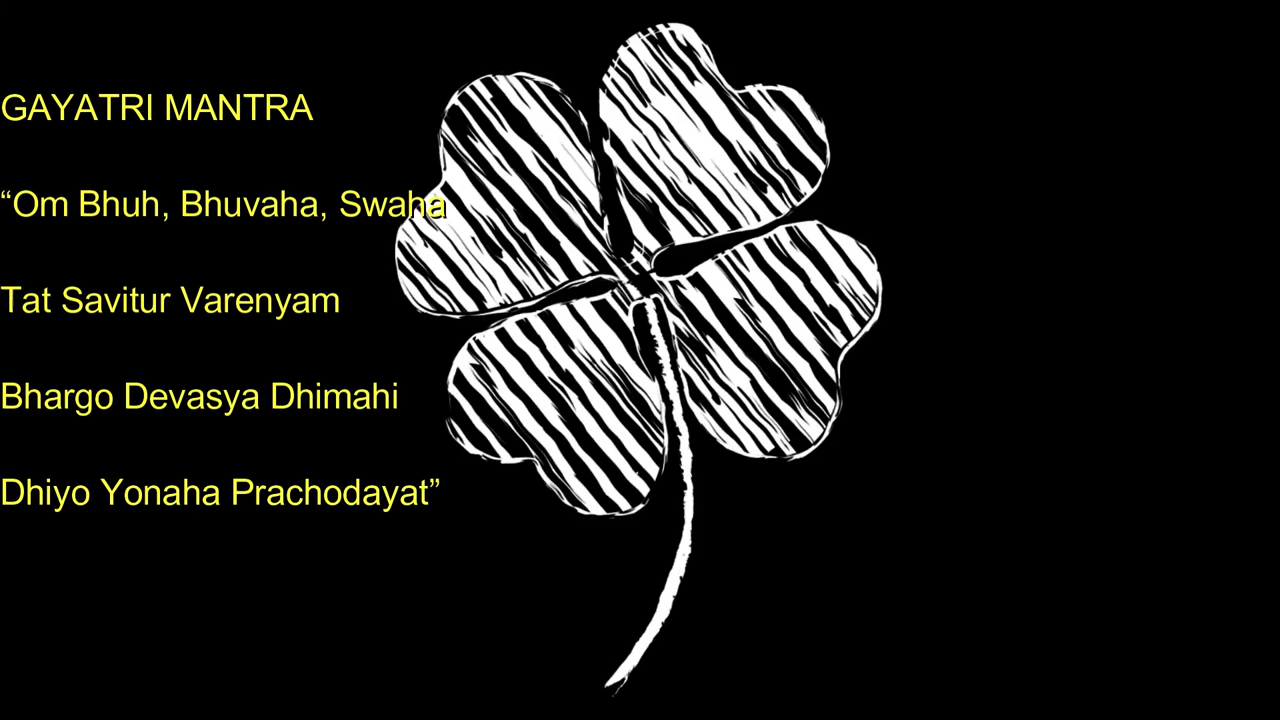 GAYATRI MANTRA
“Om Bhuh, Bhuvaha, Swaha
Tat Savitur Varenyam
Bhargo Devasya Dhimahi
Dhiyo Yonaha Prachodayat”